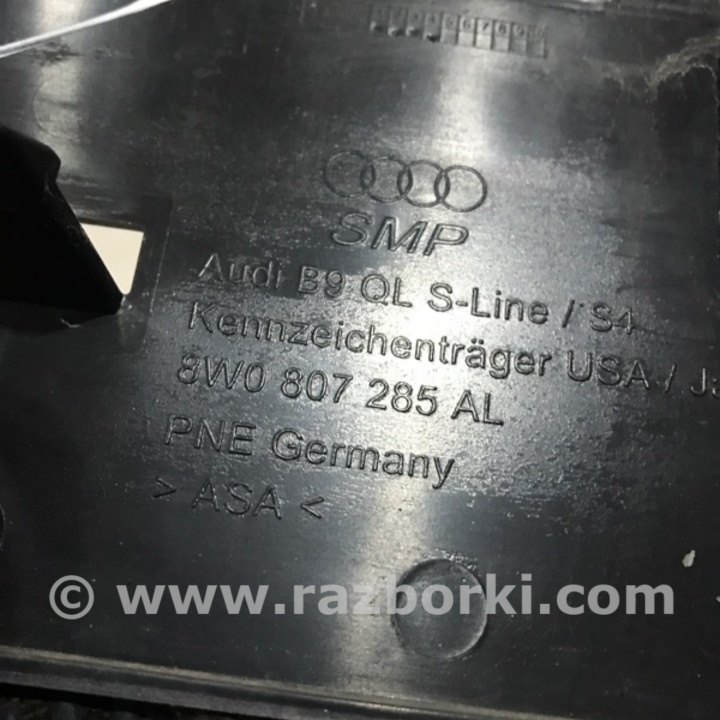 SMP
Audi B9 QL S-Line / S4
Kennzeichenträger USA / J
8W0 807 285 AL
PNE Germany
> ASA <
© www.razborki.com